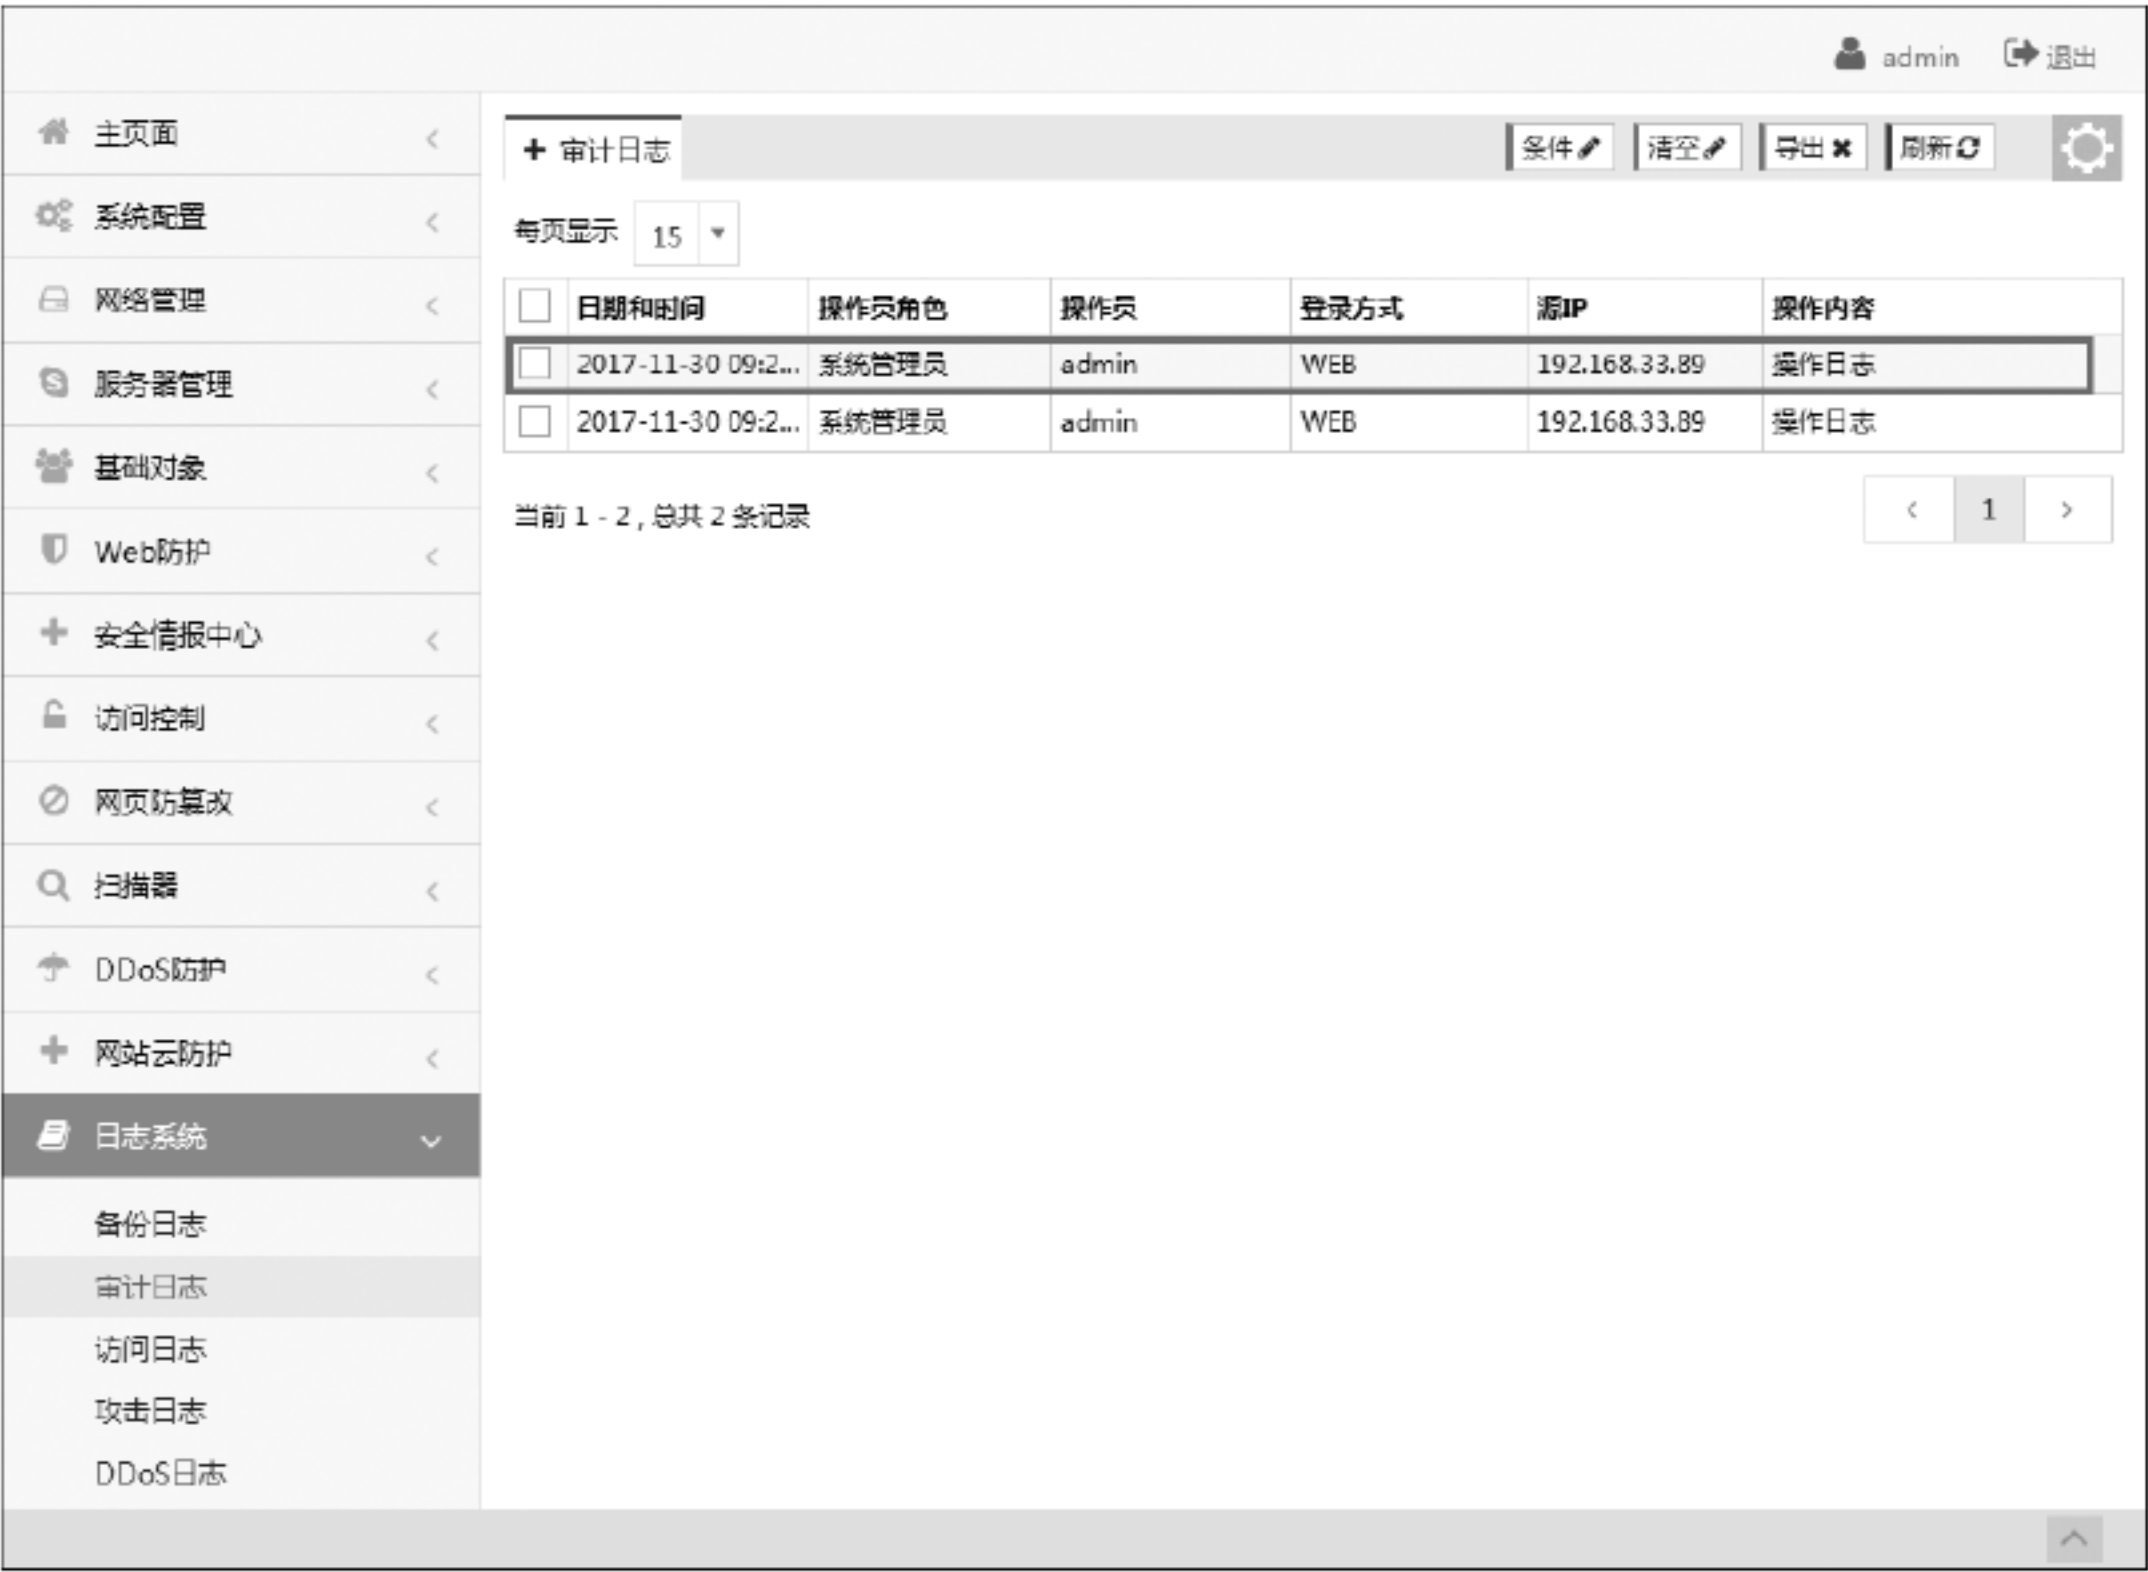 admin 退出
主页面
系统配置
网络管理
服务器管理
基础对象
Web防护
安全情报中心
访问控制
网页防篡改
扫描器
DDoS防护
网站云防护
日志系统
备份日志
审计日志
访问日志
攻击日志
DDoS日志
审计日志 条件 清空 导出 刷新
每页显示 15
日期和时间 操作员角色 操作员 登录方式 源IP 操作内容
2017-11-30 09:2... 系统管理员 admin WEB 192.168.33.89 操作日志
2017-11-30 09:2... 系统管理员 admin WEB 192.168.33.89 操作日志
当前 1 - 2 , 总共 2 条记录
1